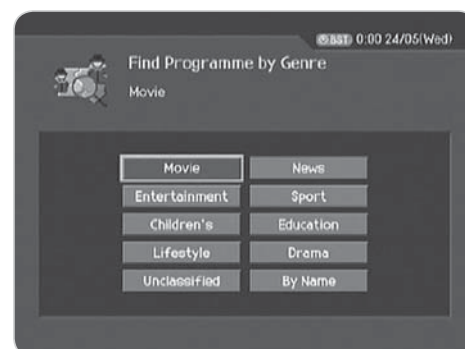 BST 0:00 24/05(Wed)
Find Programme by Genre
Movie
Movie News
Entertainment Sport
Children's Education
Lifestyle Drama
Unclassified By Name